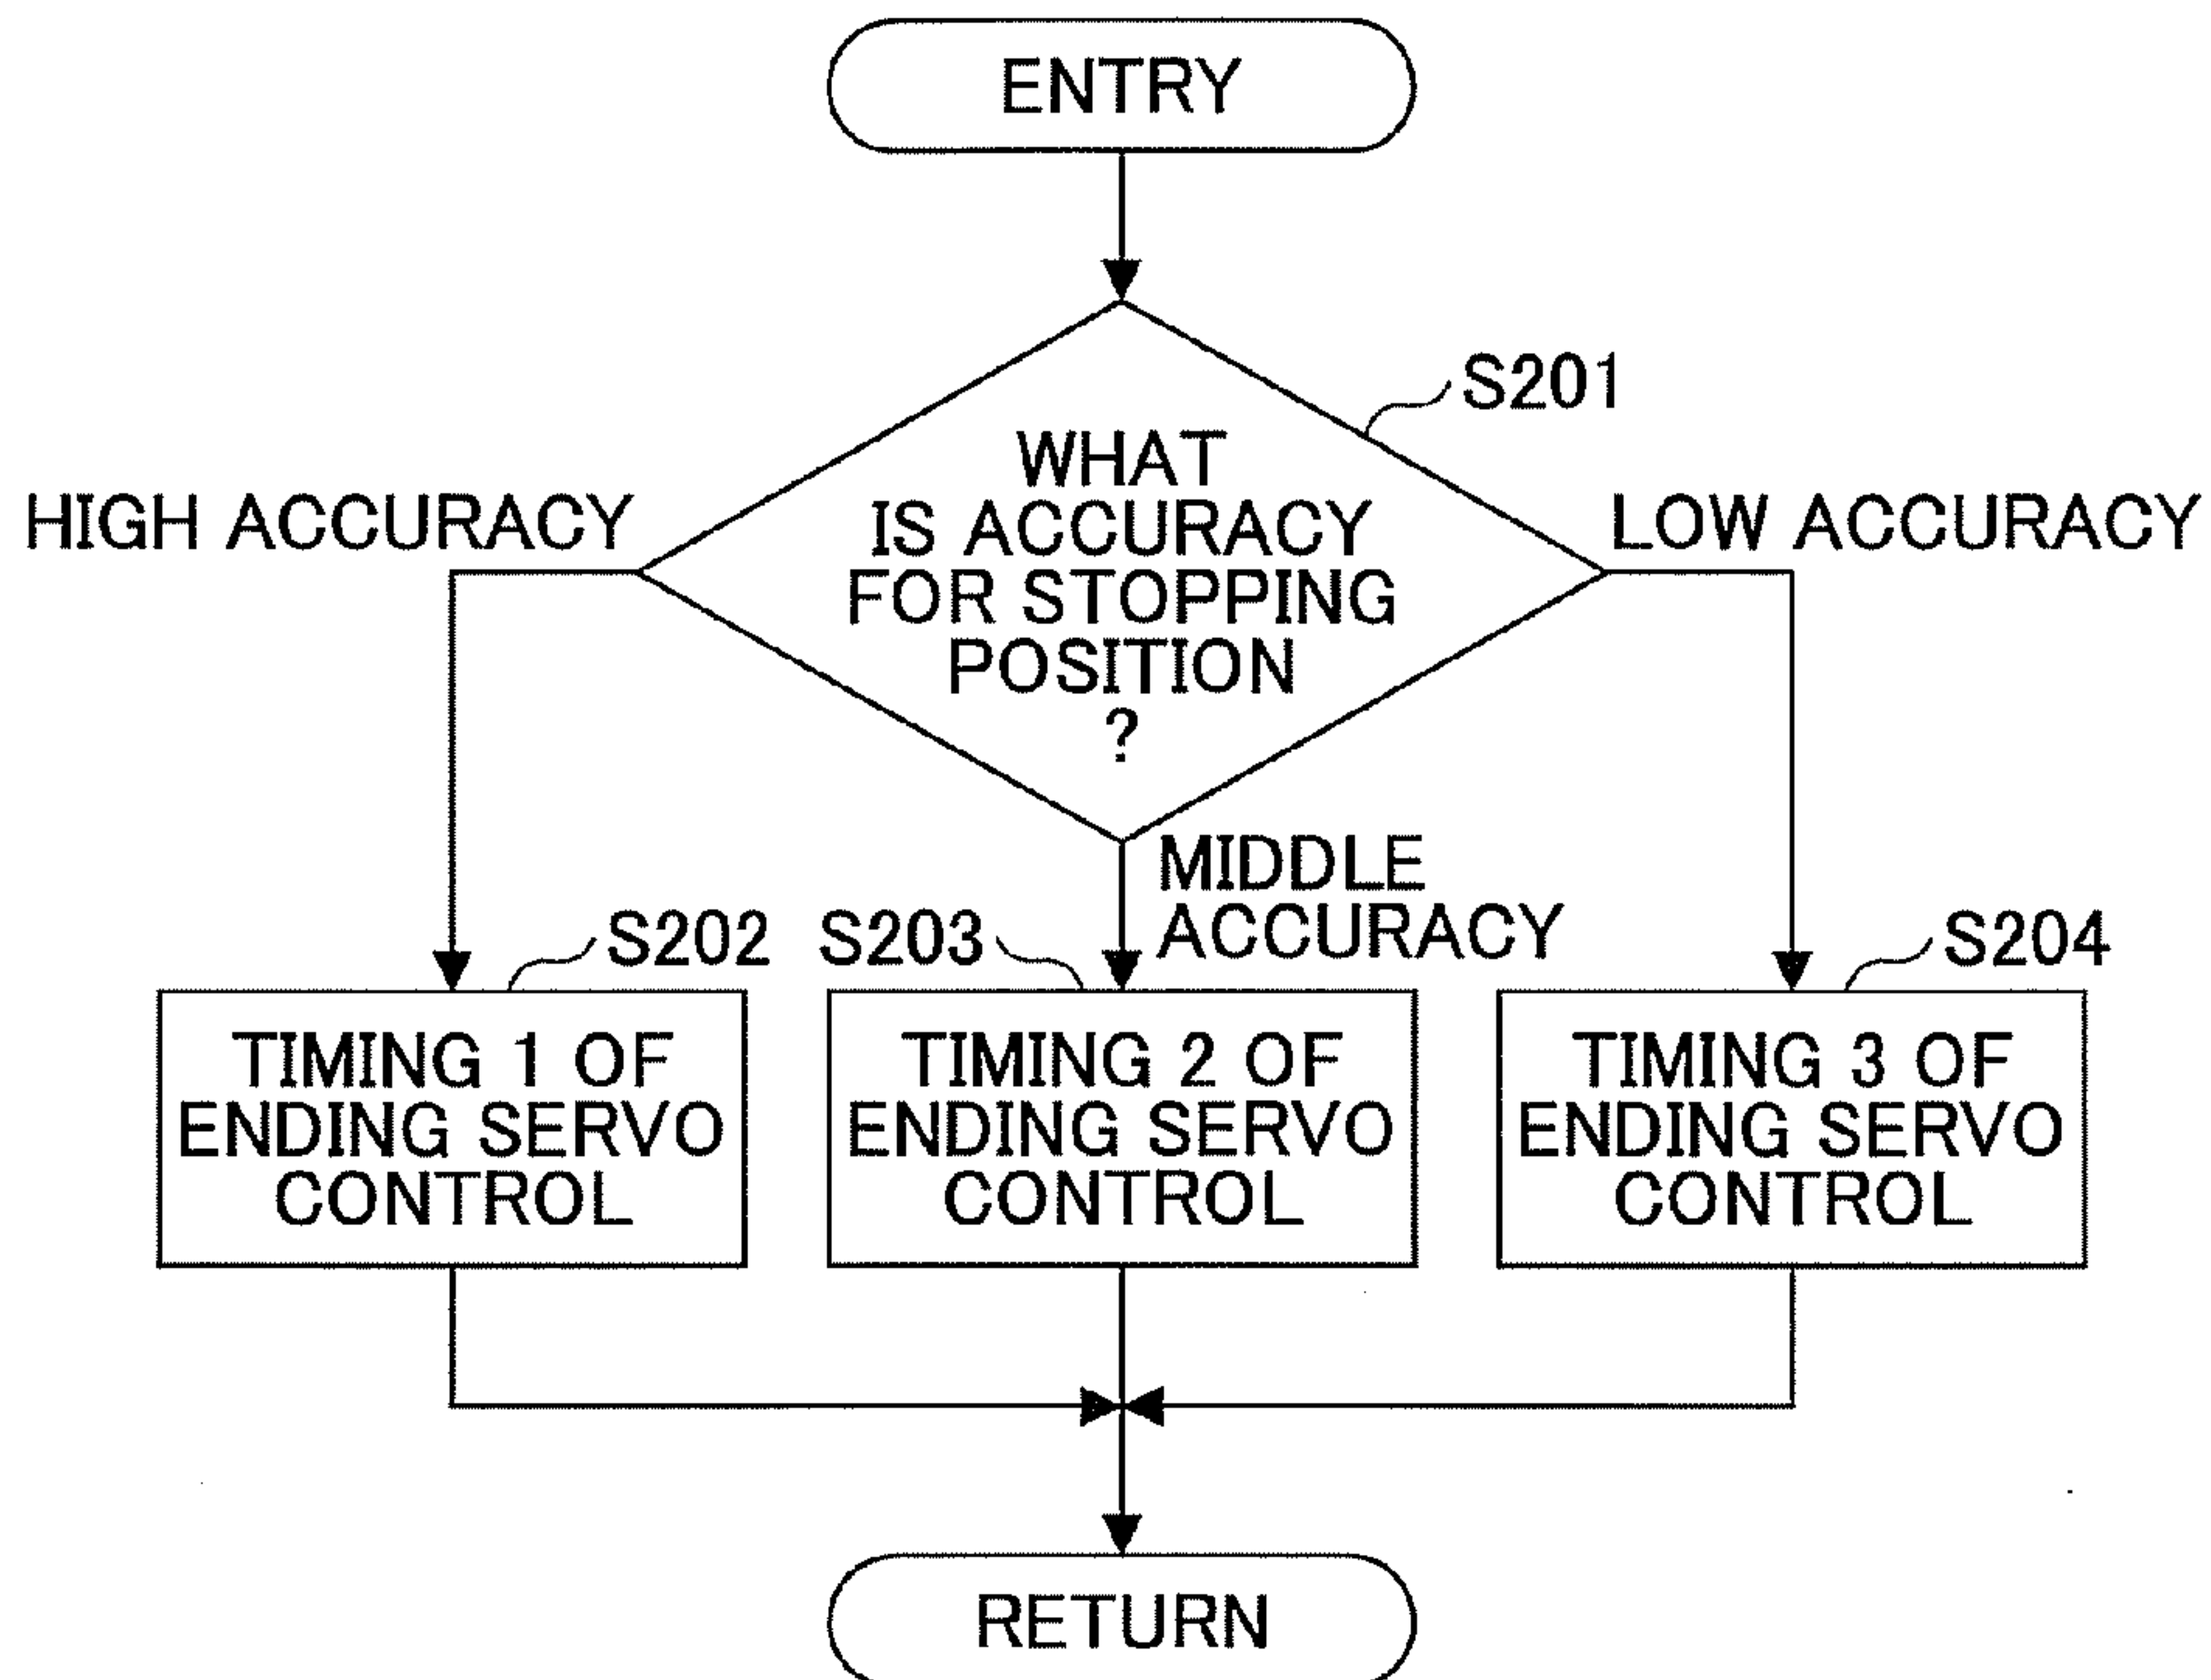 ENTRY
S201
WHAT
IS ACCURACY
FOR STOPPING
POSITION
?
HIGH ACCURACY
LOW ACCURACY
MIDDLE
ACCURACY
S202
S203
S204
TIMING 1 OF
ENDING SERVO
CONTROL
TIMING 2 OF
ENDING SERVO
CONTROL
TIMING 3 OF
ENDING SERVO
CONTROL
RETURN